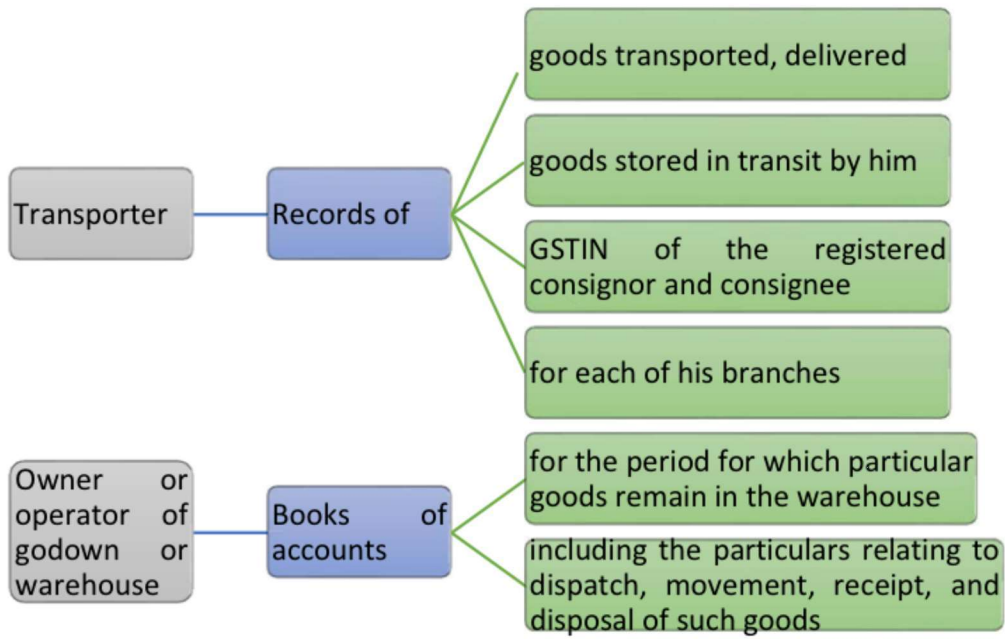 Transporter
Records of
goods transported, delivered
goods stored in transit by him
GSTIN of the registered
consignor and consignee
for each of his branches
Owner or
operator of
godown or
warehouse
Books of
accounts
for the period for which particular
goods remain in the warehouse
including the particulars relating to
dispatch, movement, receipt, and
disposal of such goods